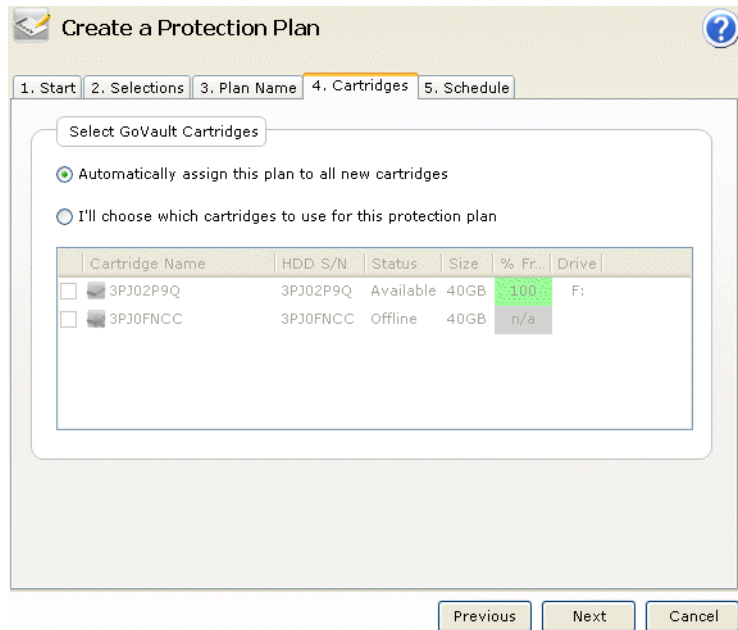 Create a Protection Plan
?
1. Start 2. Selections 3. Plan Name 4. Cartridges 5. Schedule
Select GoVault Cartridges
Automatically assign this plan to all new cartridges
I'll choose which cartridges to use for this protection plan
Cartridge Name HDD S/N Status Size % Fr... Drive
3PJ02P9Q 3PJ02P9Q Available 40GB 100 F:
3PJ0FNCC 3PJ0FNCC Offline 40GB n/a
Previous Next Cancel